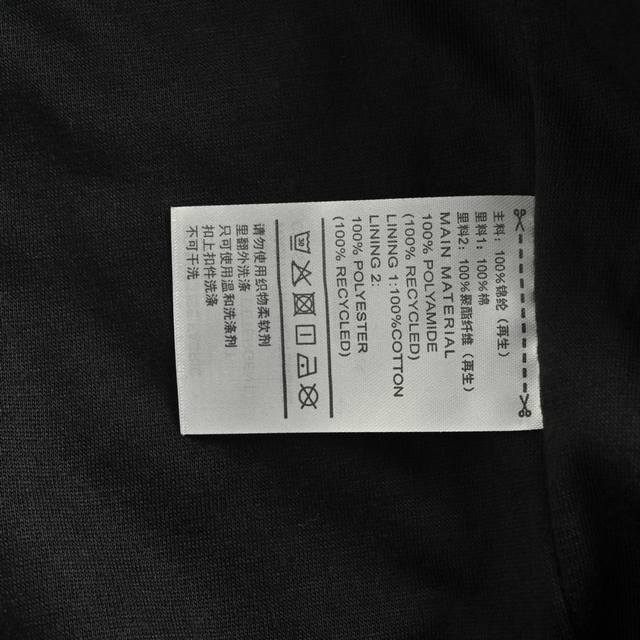 主料：100%锦纶（再生）
里料1：100%棉
里料2：100%聚酯纤维（再生）
MAIN MATERIAL
100% POLYAMIDE
(100% RECYCLED)
LINING 1:100%COTTON
LINING 2:
100% POLYESTER
(100% RECYCLED)
30
请勿使用织物柔软剂
里翻外洗涤
只可使用温和洗涤剂
扣上扣件洗涤
不可干洗